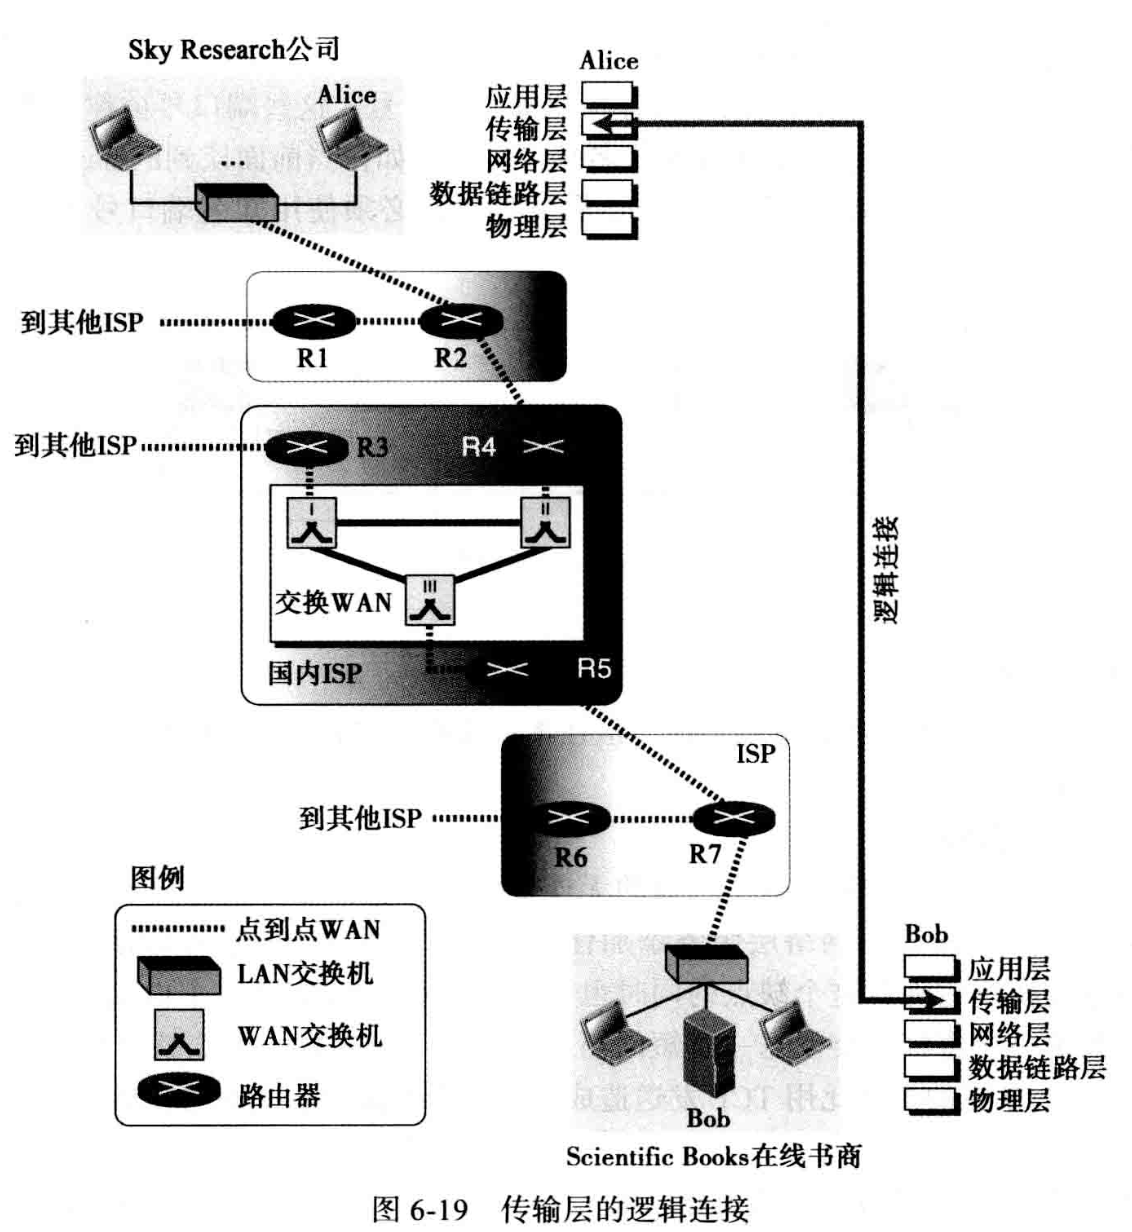 Sky Research公司
Alice
Alice
应用层
传输层
网络层
数据链路层
物理层
...
到其他ISP
R1
R2
到其他ISP
R3
R4
I
II
III
交换WAN
国内ISP
R5
逻辑连接
ISP
到其他ISP
R6
R7
图例
点到点WAN
LAN交换机
WAN交换机
路由器
Bob
应用层
传输层
网络层
数据链路层
物理层
Bob
Scientific Books在线书商
图 6-19 传输层的逻辑连接